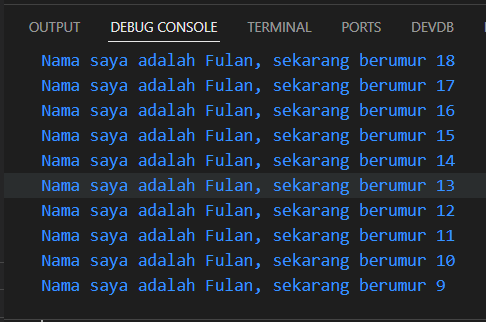 OUTPUT DEBUG CONSOLE TERMINAL PORTS DEVDB
Nama saya adalah Fulan, sekarang berumur 18
Nama saya adalah Fulan, sekarang berumur 17
Nama saya adalah Fulan, sekarang berumur 16
Nama saya adalah Fulan, sekarang berumur 15
Nama saya adalah Fulan, sekarang berumur 14
Nama saya adalah Fulan, sekarang berumur 13
Nama saya adalah Fulan, sekarang berumur 12
Nama saya adalah Fulan, sekarang berumur 11
Nama saya adalah Fulan, sekarang berumur 10
Nama saya adalah Fulan, sekarang berumur 9